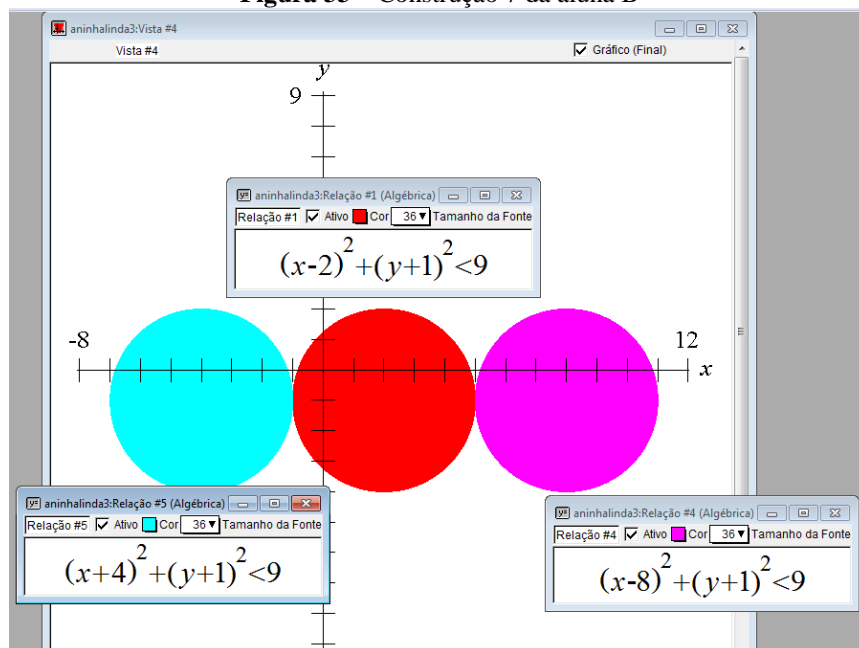 Figura 35 – Construção 7 da aluna B
aninhalinda3:Vista #4
Vista #4
Gráfico (Final)
y
9
aninhalinda3:Relação #1 (Algébrica)
Relação #1 Ativo Cor 36 Tamanho da Fonte
(x-2)²+(y+1)²<9
-8
12
x
aninhalinda3:Relação #5 (Algébrica)
Relação #5 Ativo Cor 36 Tamanho da Fonte
(x+4)²+(y+1)²<9
aninhalinda3:Relação #4 (Algébrica)
Relação #4 Ativo Cor 36 Tamanho da Fonte
(x-8)²+(y+1)²<9